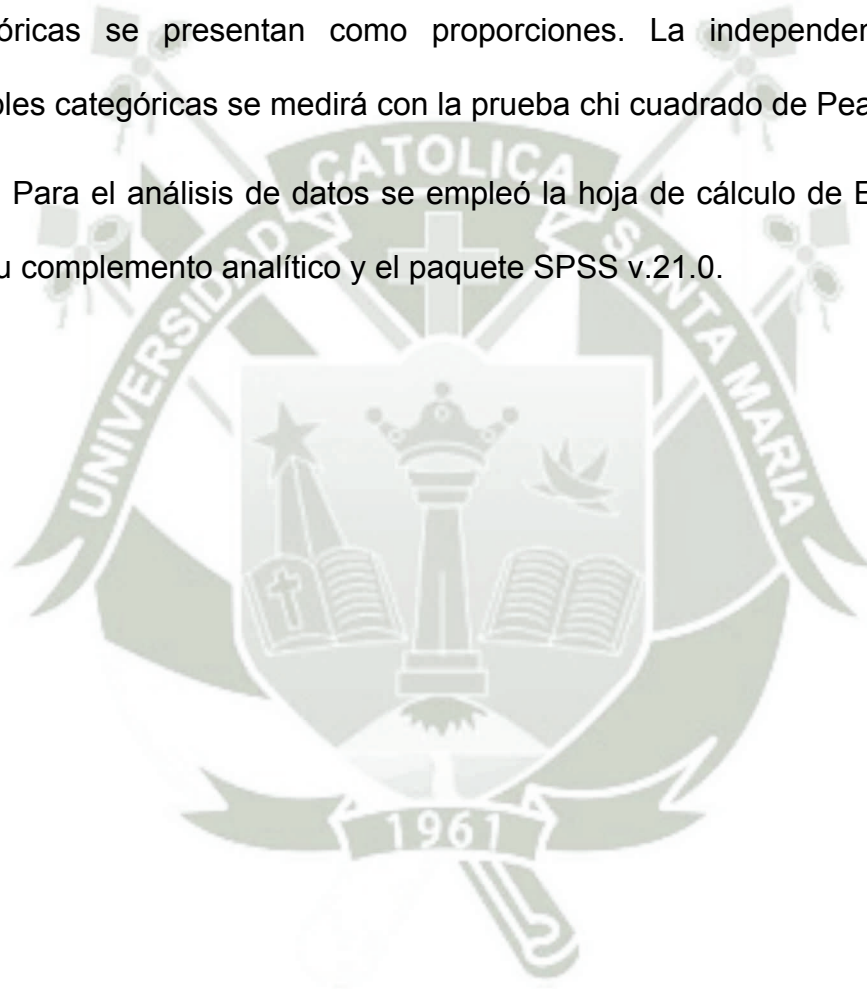 óricas se presentan como proporciones. La independen
oles categóricas se medirá con la prueba chi cuadrado de Pea
Para el análisis de datos se empleó la hoja de cálculo de E
u complemento analítico y el paquete SPSS v.21.0.
UNIVERSIDAD CATOLICA SANTA MARIA
1961